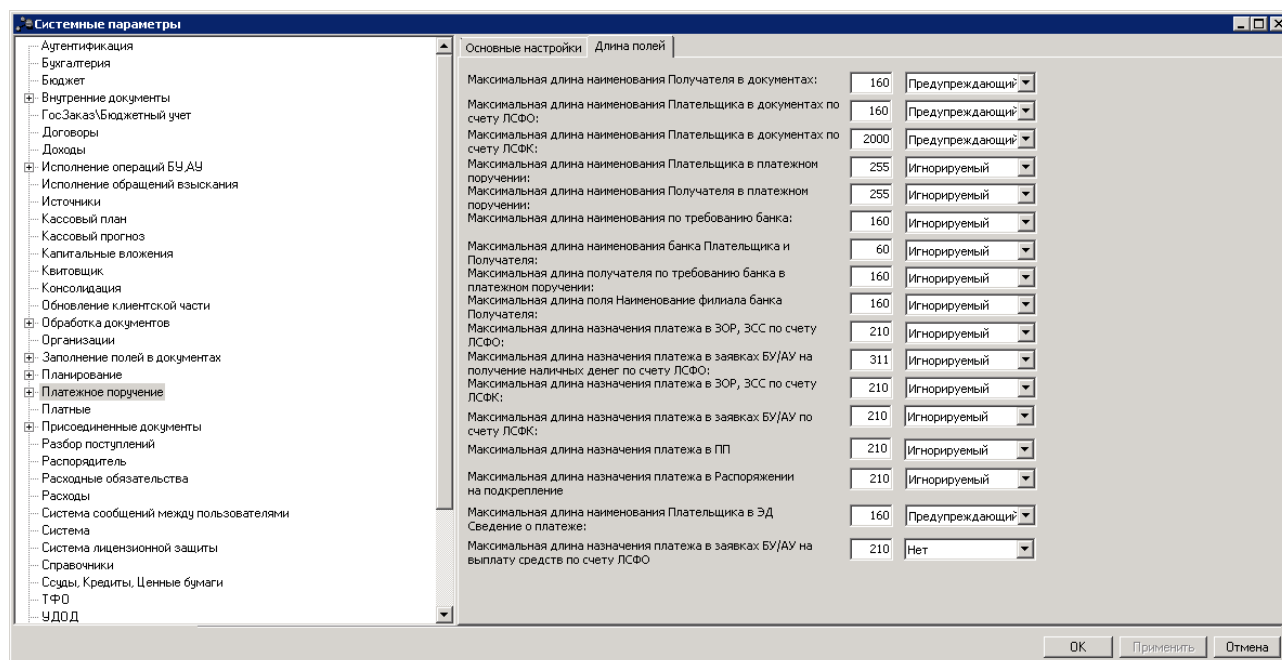 Системные параметры
Аутентификация
Бухгалтерия
Бюджет
Внутренние документы
ГосЗаказ\Бюджетный учет
Договоры
Доходы
Исполнение операций БУ,АУ
Исполнение обращений взыскания
Источники
Кассовый план
Кассовый прогноз
Капитальные вложения
Квитовщик
Консолидация
Обновление клиентской части
Обработка документов
Организации
Заполнение полей в документах
Планирование
Платежное поручение
Платные
Присоединенные документы
Разбор поступлений
Распорядитель
Расходные обязательства
Расходы
Система сообщений между пользователями
Система
Система лицензионной защиты
Справочники
Ссуды, Кредиты, Ценные бумаги
ТФО
УДОД
Основные настройки Длина полей
Максимальная длина наименования Получателя в документах: 160 Предупреждающий
Максимальная длина наименования Плательщика в документах по
счету ЛСФО: 160 Предупреждающий
Максимальная длина наименования Плательщика в документах по
счету ЛСФК: 2000 Предупреждающий
Максимальная длина наименования Плательщика в платежном
поручении: 255 Игнорируемый
Максимальная длина наименования Получателя в платежном
поручении: 255 Игнорируемый
Максимальная длина наименования по требованию банка: 160 Игнорируемый
Максимальная длина наименования банка Плательщика и
Получателя: 60 Игнорируемый
Максимальная длина получателя по требованию банка в
платежном поручении: 160 Игнорируемый
Максимальная длина поля Наименование филиала банка
Получателя: 160 Игнорируемый
Максимальная длина назначения платежа в ЗОР, ЗСС по счету
ЛСФО: 210 Игнорируемый
Максимальная длина назначения платежа в заявках БУ/АУ на
получение наличных денег по счету ЛСФО: 311 Игнорируемый
Максимальная длина назначения платежа в ЗОР, ЗСС по счету
ЛСФК: 210 Игнорируемый
Максимальная длина назначения платежа в заявках БУ/АУ по
счету ЛСФК: 210 Игнорируемый
Максимальная длина назначения платежа в ПП 210 Игнорируемый
Максимальная длина назначения платежа в Распоряжении
на подкрепление 210 Игнорируемый
Максимальная длина наименования Плательщика в ЭД
Сведение о платеже: 160 Предупреждающий
Максимальная длина назначения платежа в заявках БУ/АУ на
выплату средств по счету ЛСФО 210 Нет
OK Применить Отмена